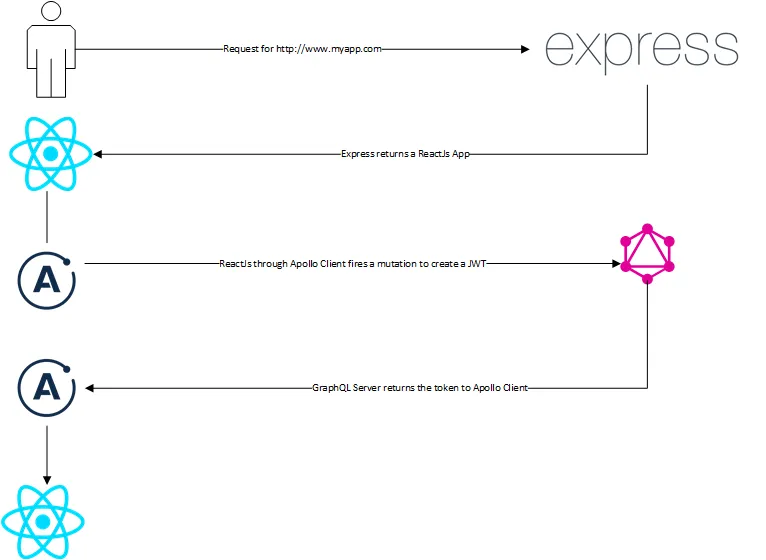 Request for http://www.myapp.com
express
Express returns a ReactJs App
ReactJs through Apollo Client fires a mutation to create a JWT
A
GraphQL Server returns the token to Apollo Client
A